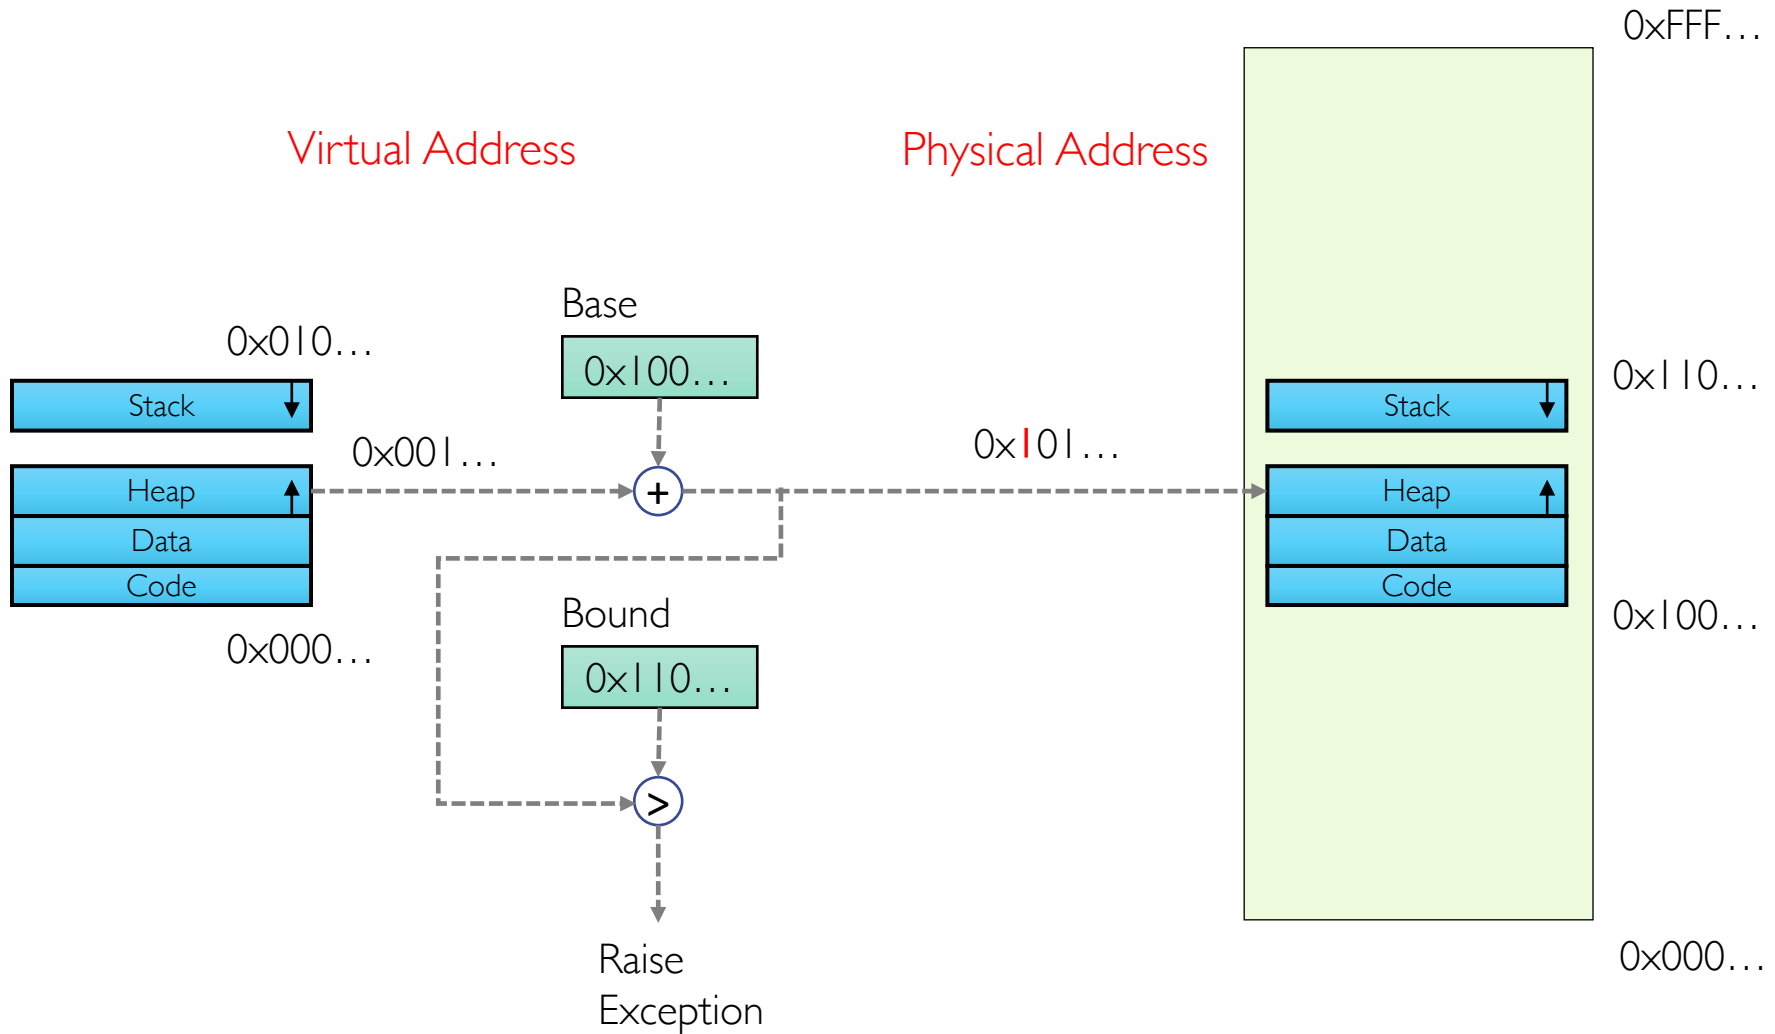 0xFFF...
Virtual Address
Physical Address
Base
0x100...
0x010...
Stack
0x001...
Heap
Data
Code
0x000...
+
0x101...
Bound
0x110...
>
Raise
Exception
Stack
Heap
Data
Code
0x110...
0x100...
0x000...